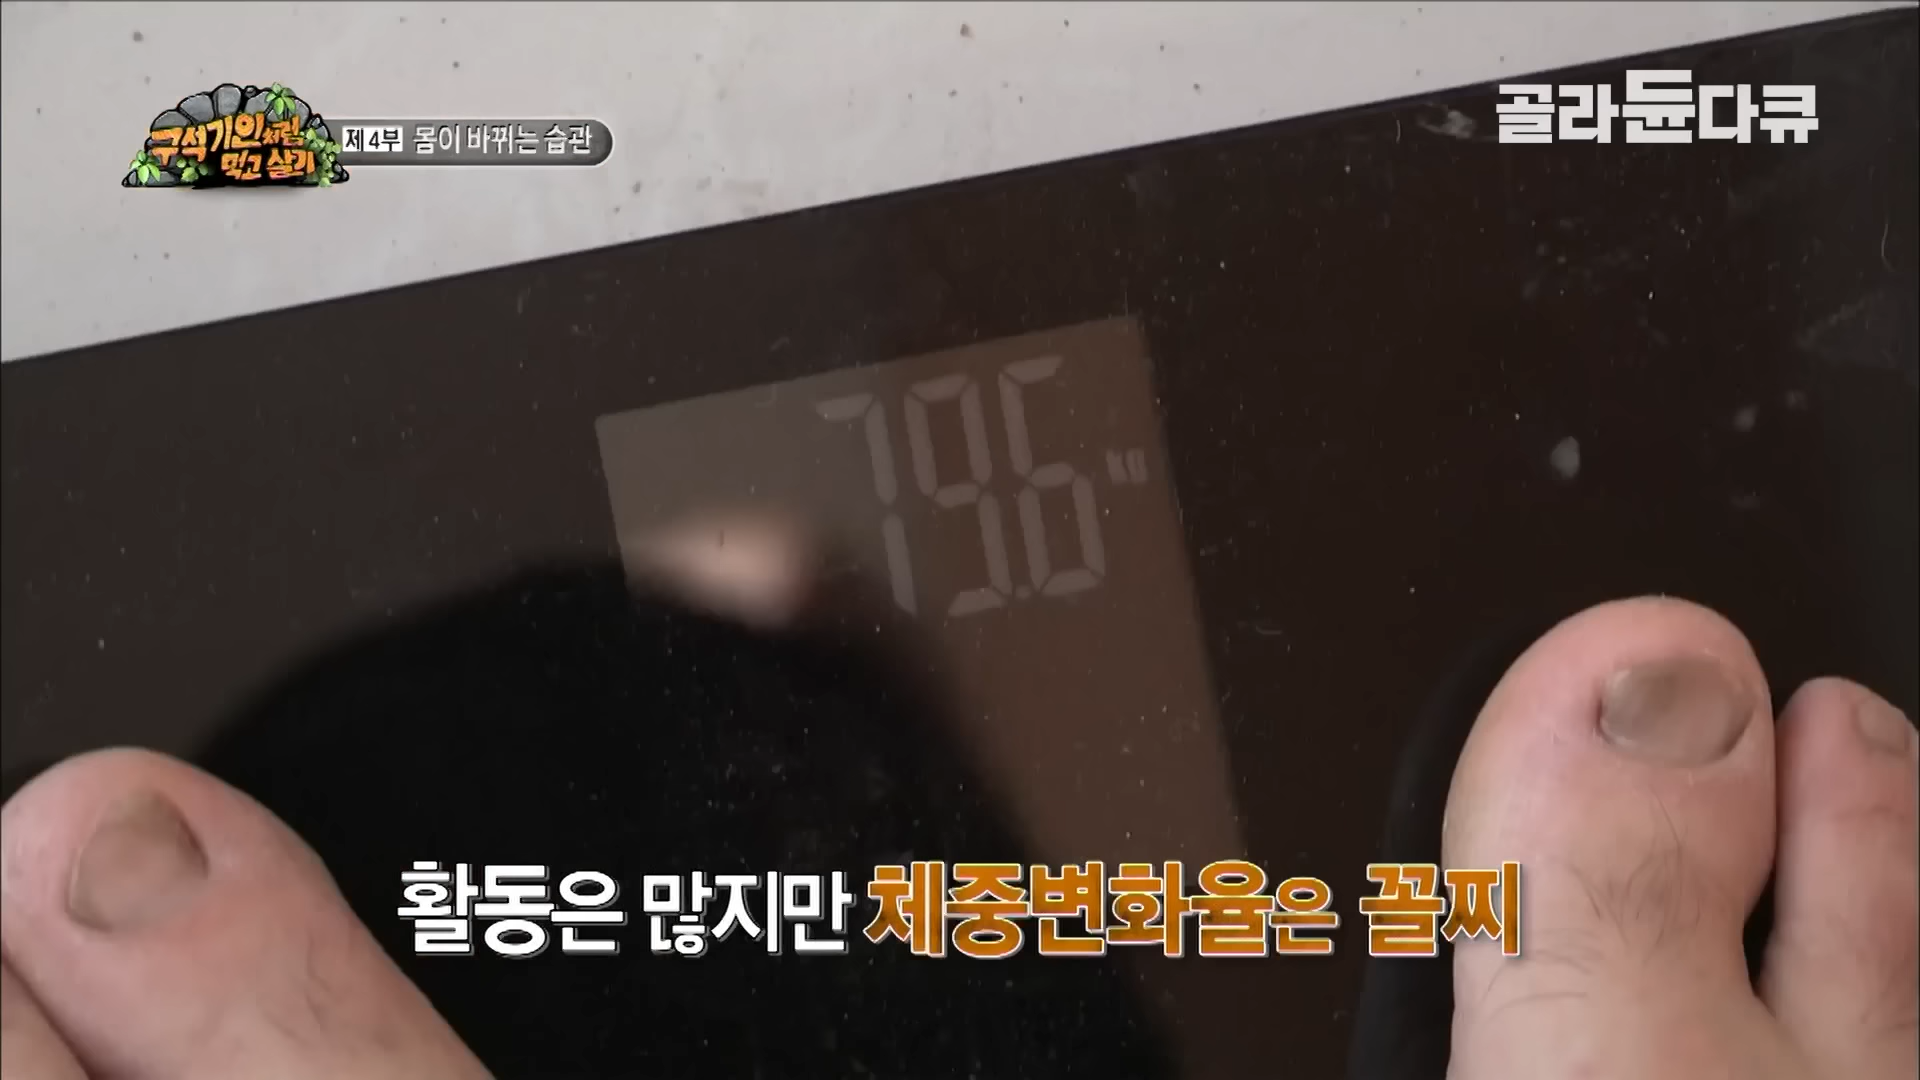 구석기인처럼
먹고 살기
제4부 몸이 바뀌는 습관
골라둔다큐
79.6 kg
활동은 많지만 체중변화율은 꼴찌